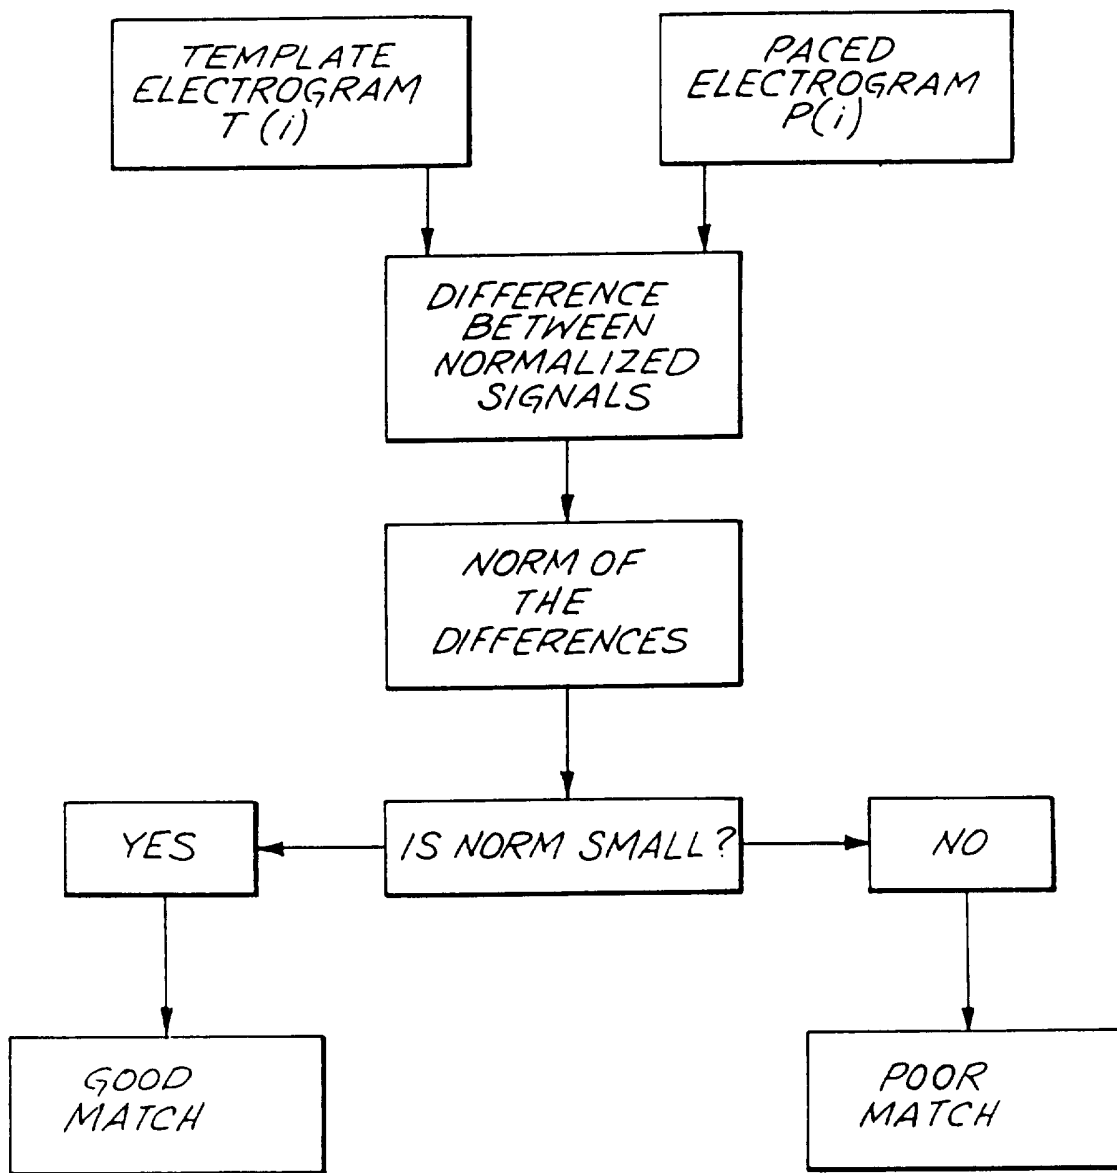 TEMPLATE
ELECTROGRAM
T (i)
PACED
ELECTROGRAM
P(i)
DIFFERENCE
BETWEEN
NORMALIZED
SIGNALS
NORM OF
THE
DIFFERENCES
YES
IS NORM SMALL?
NO
GOOD
MATCH
POOR
MATCH